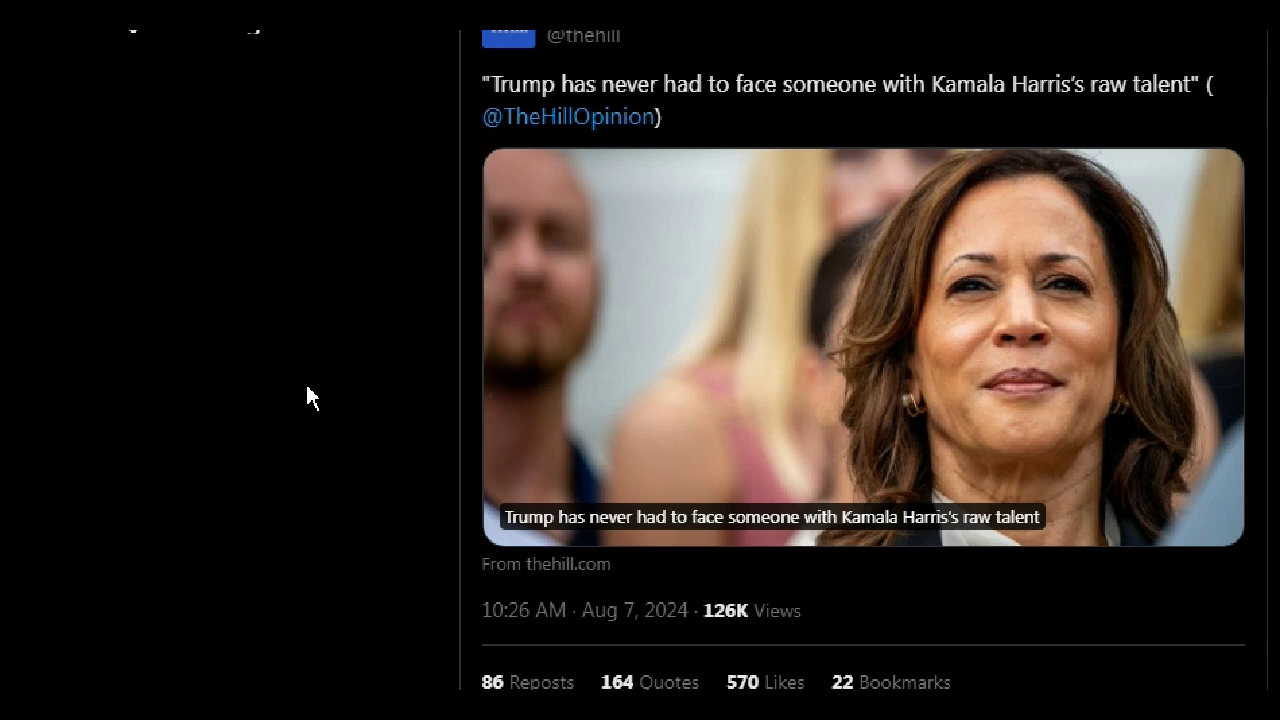 @thehill
"Trump has never had to face someone with Kamala Harris's raw talent" (
@TheHillOpinion)
Trump has never had to face someone with Kamala Harris's raw talent
From thehill.com
10:26 AM · Aug 7, 2024 · 126K Views
86 Reposts 164 Quotes 570 Likes 22 Bookmarks